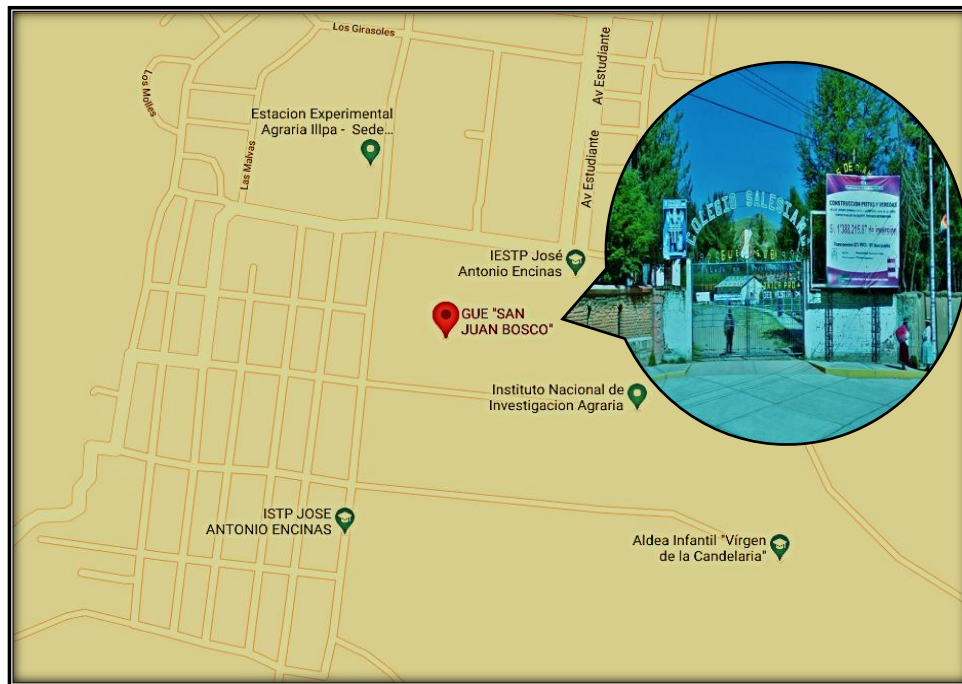 Los Girasoles
Los Molles
Av Estudiante
Estacion Experimental
Agraria Illpa - Sede...
Las Malvas
Av Estudiante
IESTP José
Antonio Encinas
GUE "SAN
JUAN BOSCO"
Instituto Nacional de
Investigacion Agraria
ISTP JOSE
ANTONIO ENCINAS
Aldea Infantil "Vírgen
de la Candelaria"
COLEGIO SALESIANO
CONSTRUCCION PISTAS Y VEREDAS